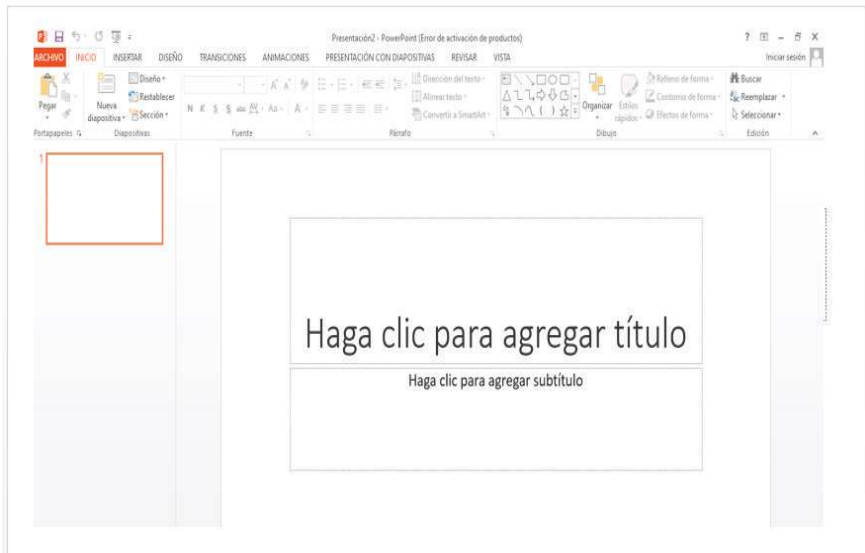 Presentación2 - PowerPoint (Error de activación de productos)
Iniciar sesión
ARCHIVO INICIO INSERTAR DISEÑO TRANSICIONES ANIMACIONES PRESENTACIÓN CON DIAPOSITIVAS REVISAR VISTA
Pegar
Nueva diapositiva
Diseño
Restablecer
Sección
N K S S abc AV Aa A
Dirección del texto
Alinear texto
Convertir a SmartArt
Organizar
Estilos rápidos
Relleno de forma
Contorno de forma
Efectos de forma
Buscar
Reemplazar
Seleccionar
Portapapeles Diapositivas Fuente Párrafo Dibujo Edición
1
Haga clic para agregar título
Haga clic para agregar subtítulo